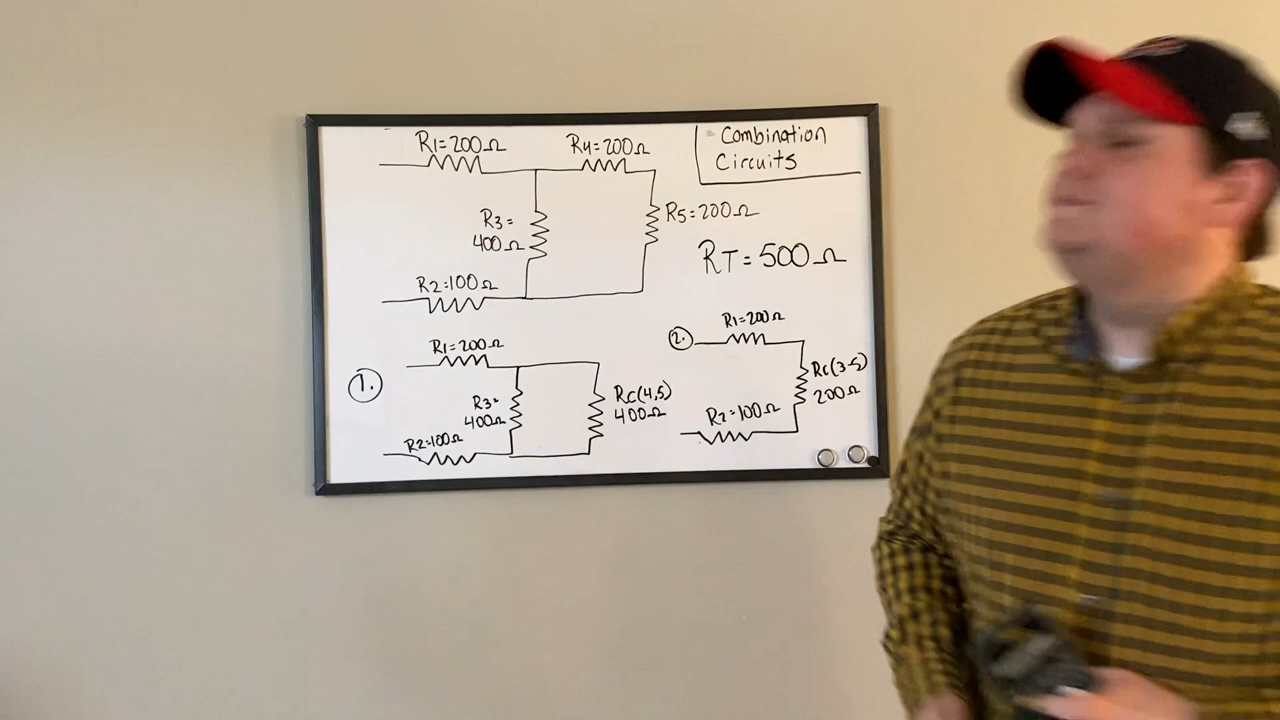 R1=200Ω
R4=200Ω
Combination
Circuits
R3=
400Ω
R5=200Ω
RT=500Ω
R2=100Ω
1.
R1=200Ω
R3=
400Ω
RC(4,5)
400Ω
R2=100Ω
2.
R1=200Ω
RC(3-5)
200Ω
R2=100Ω